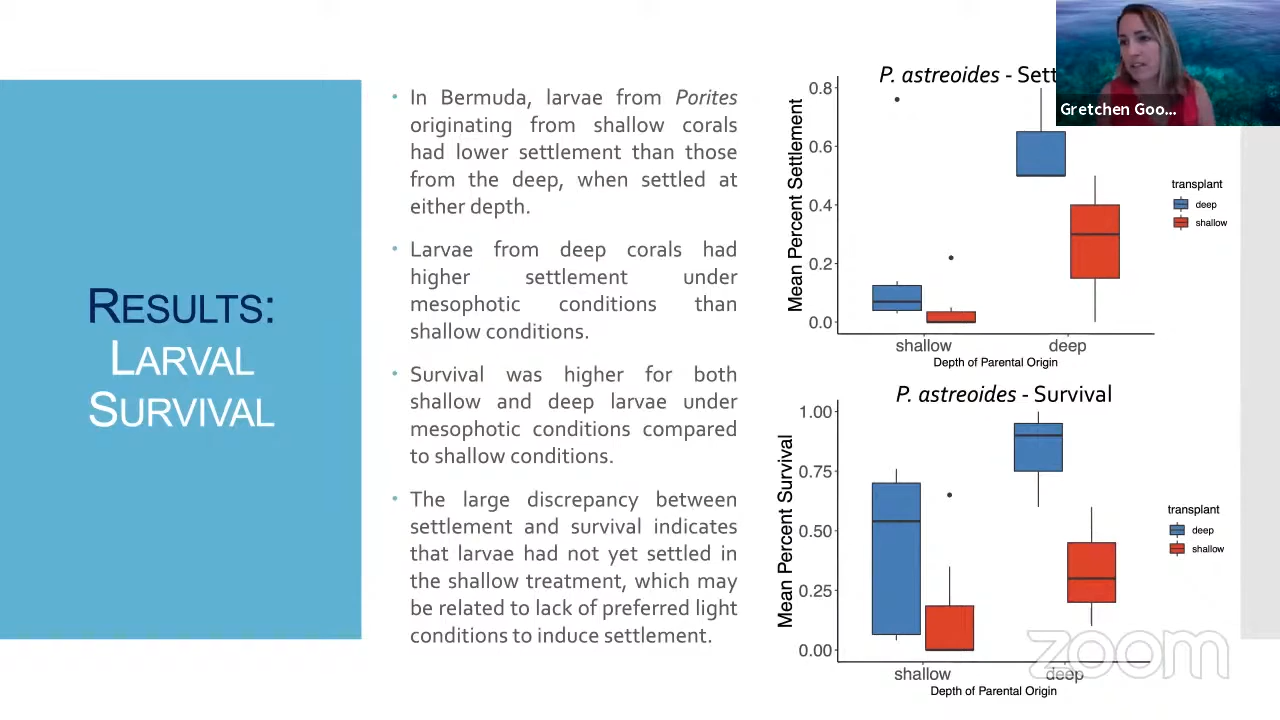 RESULTS:
LARVAL
SURVIVAL
• In Bermuda, larvae from Porites
originating from shallow corals
had lower settlement than those
from the deep, when settled at
either depth.
• Larvae from deep corals had
higher settlement under
mesophotic conditions than
shallow conditions.
• Survival was higher for both
shallow and deep larvae under
mesophotic conditions compared
to shallow conditions.
• The large discrepancy between
settlement and survival indicates
that larvae had not yet settled in
the shallow treatment, which may
be related to lack of preferred light
conditions to induce settlement.
P. astreoides - Sett
Mean Percent Settlement
0.8
0.6
0.4
0.2
0.0
shallow deep
Depth of Parental Origin
transplant
deep
shallow
P. astreoides - Survival
Mean Percent Survival
1.00
0.75
0.50
0.25
0.00
shallow deep
Depth of Parental Origin
transplant
deep
shallow
Gretchen Goo...
zoom